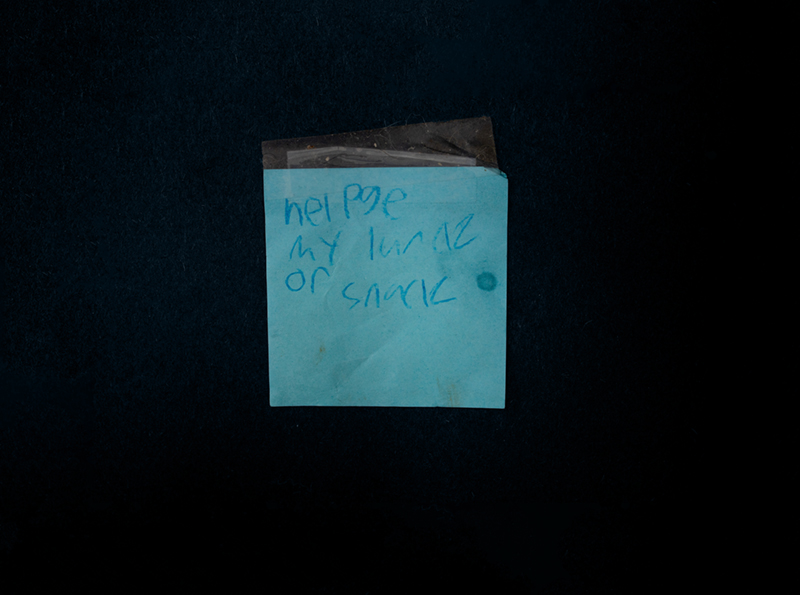 helpge
my lunaz
or snack